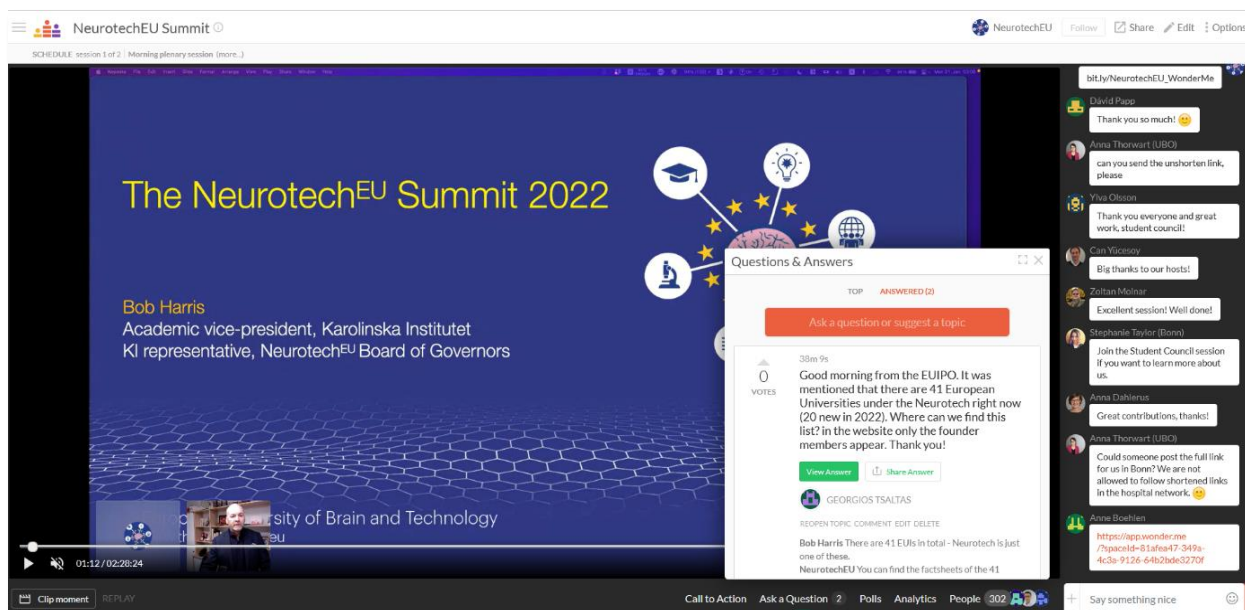 NeurotechEU Summit
NeurotechEU
Follow
Share
Edit
Options
SCHEDULE session 1 of 2 | Morning plenary session (more...)
The NeurotechEU Summit 2022
Bob Harris
Academic vice-president, Karolinska Institutet
KI representative, NeurotechEU Board of Governors
sity of Brain and Technology
eu
01:12 / 02:28:24
Questions & Answers
TOP
ANSWERED (2)
Ask a question or suggest a topic
0
VOTES
38m 9s
Good morning from the EUIPO. It was
mentioned that there are 41 European
Universities under the Neurotech right now
(20 new in 2022). Where can we find this
list? in the website only the founder
members appear. Thank you!
View Answer
Share Answer
GEORGIOS TSALTAS
REOPEN TOPIC COMMENT EDIT DELETE
Bob Harris There are 41 EUIs in total - Neurotech is just
one of these.
NeurotechEU You can find the factsheets of the 41
bit.ly/NeurotechEU_WonderMe
Dávid Papp
Thank you so much! 🙂
Anna Thorwart (UBO)
can you send the unshorten link,
please
Ylva Olsson
Thank you everyone and great
work, student council!
Can Yücesoy
Big thanks to our hosts!
Zoltan Molnar
Excellent session! Well done!
Stephanie Taylor (Bonn)
Join the Student Council session
if you want to learn more about
us.
Anna Dahlerus
Great contributions, thanks!
Anna Thorwart (UBO)
Could someone post the full link
for us in Bonn? We are not
allowed to follow shortened links
in the hospital network. 🙂
Anne Boehlen
https://app.wonder.me
/?spaceId=81afea47-349a-
4c3a-9126-64b2bde3270f
Clip moment
REPLAY
Call to Action
Ask a Question 2
Polls
Analytics
People 302
Say something nice